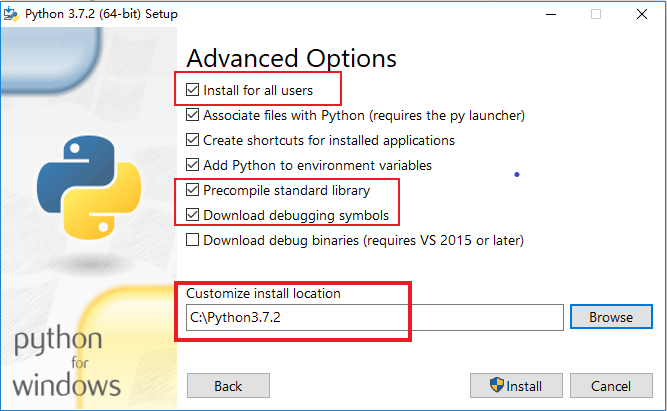 Python 3.7.2 (64-bit) Setup
Advanced Options
Install for all users
Associate files with Python (requires the py launcher)
Create shortcuts for installed applications
Add Python to environment variables
Precompile standard library
Download debugging symbols
Download debug binaries (requires VS 2015 or later)
Customize install location
C:\Python3.7.2
Browse
python
for
windows
Back
Install
Cancel